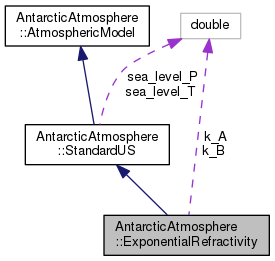 AntarcticAtmosphere
::AtmosphericModel
double
sea_level_P
sea_level_T
AntarcticAtmosphere
::StandardUS
k_A
k_B
AntarcticAtmosphere
::ExponentialRefractivity